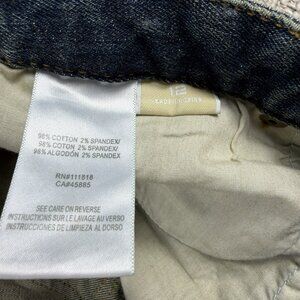 12
98% COTTON 2% SPANDEX/
98% COTON 2% SPANDEX/
98% ALGODÓN 2% SPANDEX
RN#111818
CA#45885
SEE CARE ON REVERSE
INSTRUCTIONS SUR LE LAVAGE AU VERSO
INSTRUCCIONES DE LIMPIEZA AL DORSO